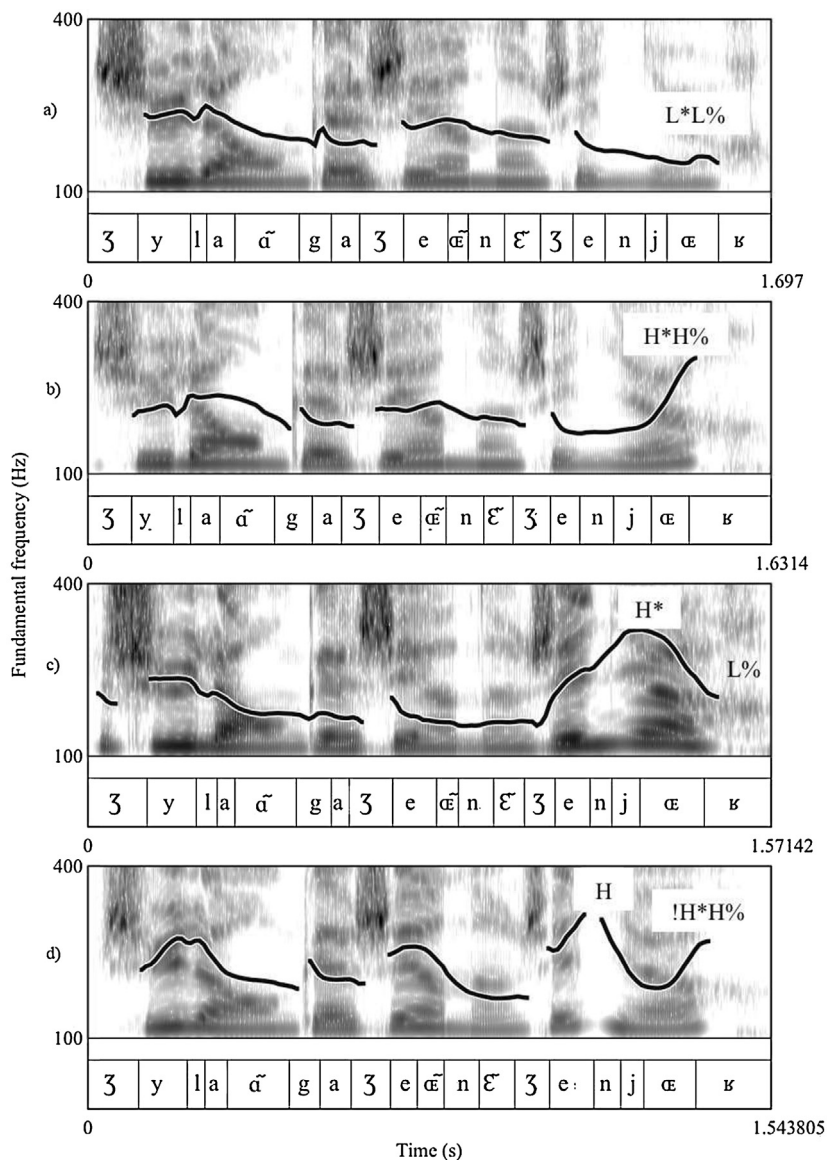 400
a)
L*L%
100
ʒ y l a ɑ̃ g a ʒ e œ̃ n ɛ̃ ʒ e n j œ ʁ
0 1.697
400
b)
H*H%
100
ʒ y l a ɑ̃ g a ʒ e œ̃ n ɛ̃ ʒ e n j œ ʁ
0 1.6314
Fundamental frequency (Hz)
400
c)
H*
L%
100
ʒ y l a ɑ̃ g a ʒ e œ̃ n ɛ̃ ʒ e n j œ ʁ
0 1.57142
400
d)
H
!H*H%
100
ʒ y l a ɑ̃ g a ʒ e œ̃ n ɛ̃ ʒ e n j œ ʁ
0 1.543805
Time (s)